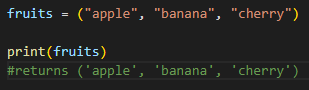 fruits = ("apple", "banana", "cherry")
print(fruits)
#returns ('apple', 'banana', 'cherry')